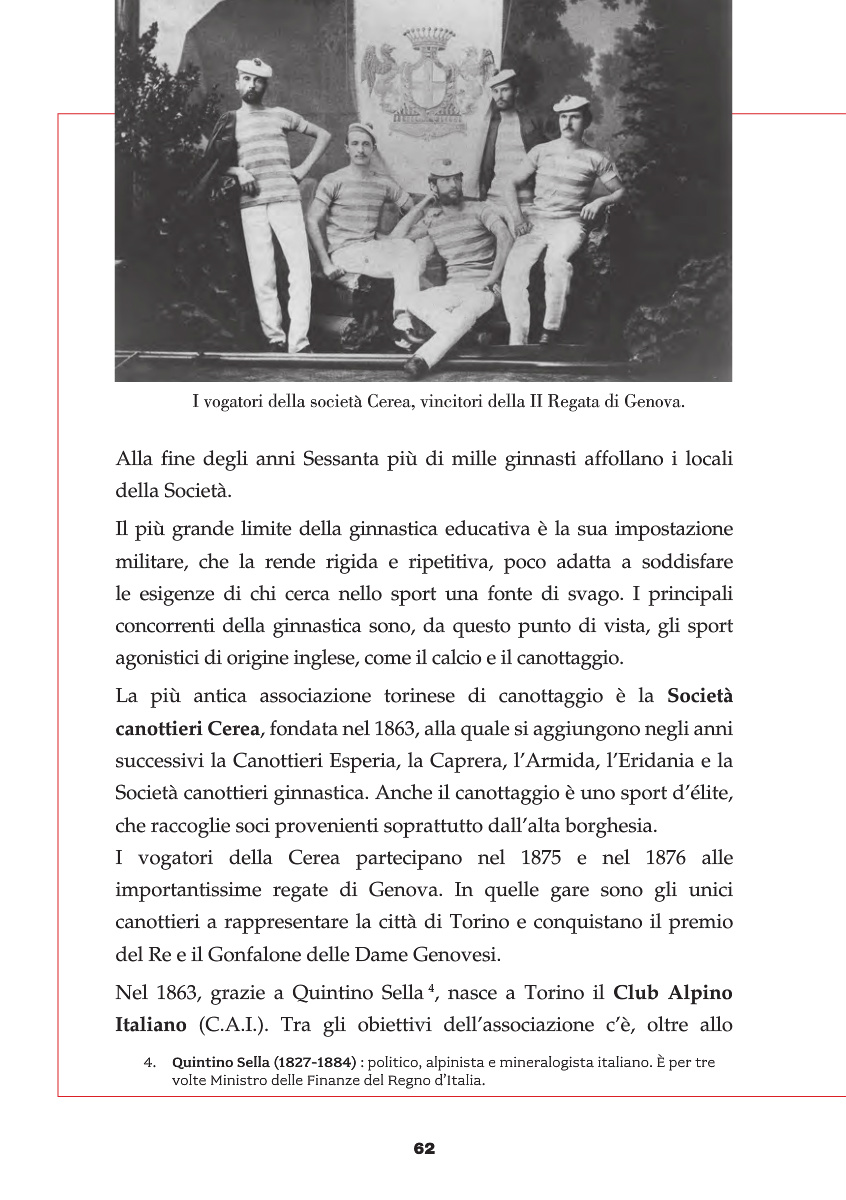 I vogatori della società Cerea, vincitori della II Regata di Genova.
Alla fine degli anni Sessanta più di mille ginnasti affollano i locali
della Società.
Il più grande limite della ginnastica educativa è la sua impostazione
militare, che la rende rigida e ripetitiva, poco adatta a soddisfare
le esigenze di chi cerca nello sport una fonte di svago. I principali
concorrenti della ginnastica sono, da questo punto di vista, gli sport
agonistici di origine inglese, come il calcio e il canottaggio.
La più antica associazione torinese di canottaggio è la Società
canottieri Cerea, fondata nel 1863, alla quale si aggiungono negli anni
successivi la Canottieri Esperia, la Caprera, l’Armida, l’Eridania e la
Società canottieri ginnastica. Anche il canottaggio è uno sport d’élite,
che raccoglie soci provenienti soprattutto dall’alta borghesia.
I vogatori della Cerea partecipano nel 1875 e nel 1876 alle
importantissime regate di Genova. In quelle gare sono gli unici
canottieri a rappresentare la città di Torino e conquistano il premio
del Re e il Gonfalone delle Dame Genovesi.
Nel 1863, grazie a Quintino Sella 4, nasce a Torino il Club Alpino
Italiano (C.A.I.). Tra gli obiettivi dell’associazione c’è, oltre allo
4. Quintino Sella (1827-1884) : politico, alpinista e mineralogista italiano. È per tre
volte Ministro delle Finanze del Regno d’Italia.
62